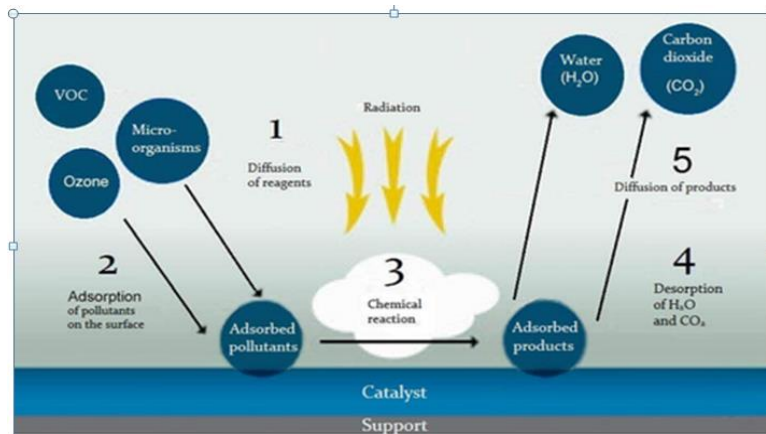 VOC
Micro-
organisms
Ozone
1
Diffusion
of reagents
Radiation
Water
(H₂O)
Carbon
dioxide
(CO₂)
5
Diffusion of products
2
Adsorption
of pollutants
on the surface
3
Chemical
reaction
4
Desorption
of H₂O
and CO₂
Adsorbed
pollutants
Adsorbed
products
Catalyst
Support